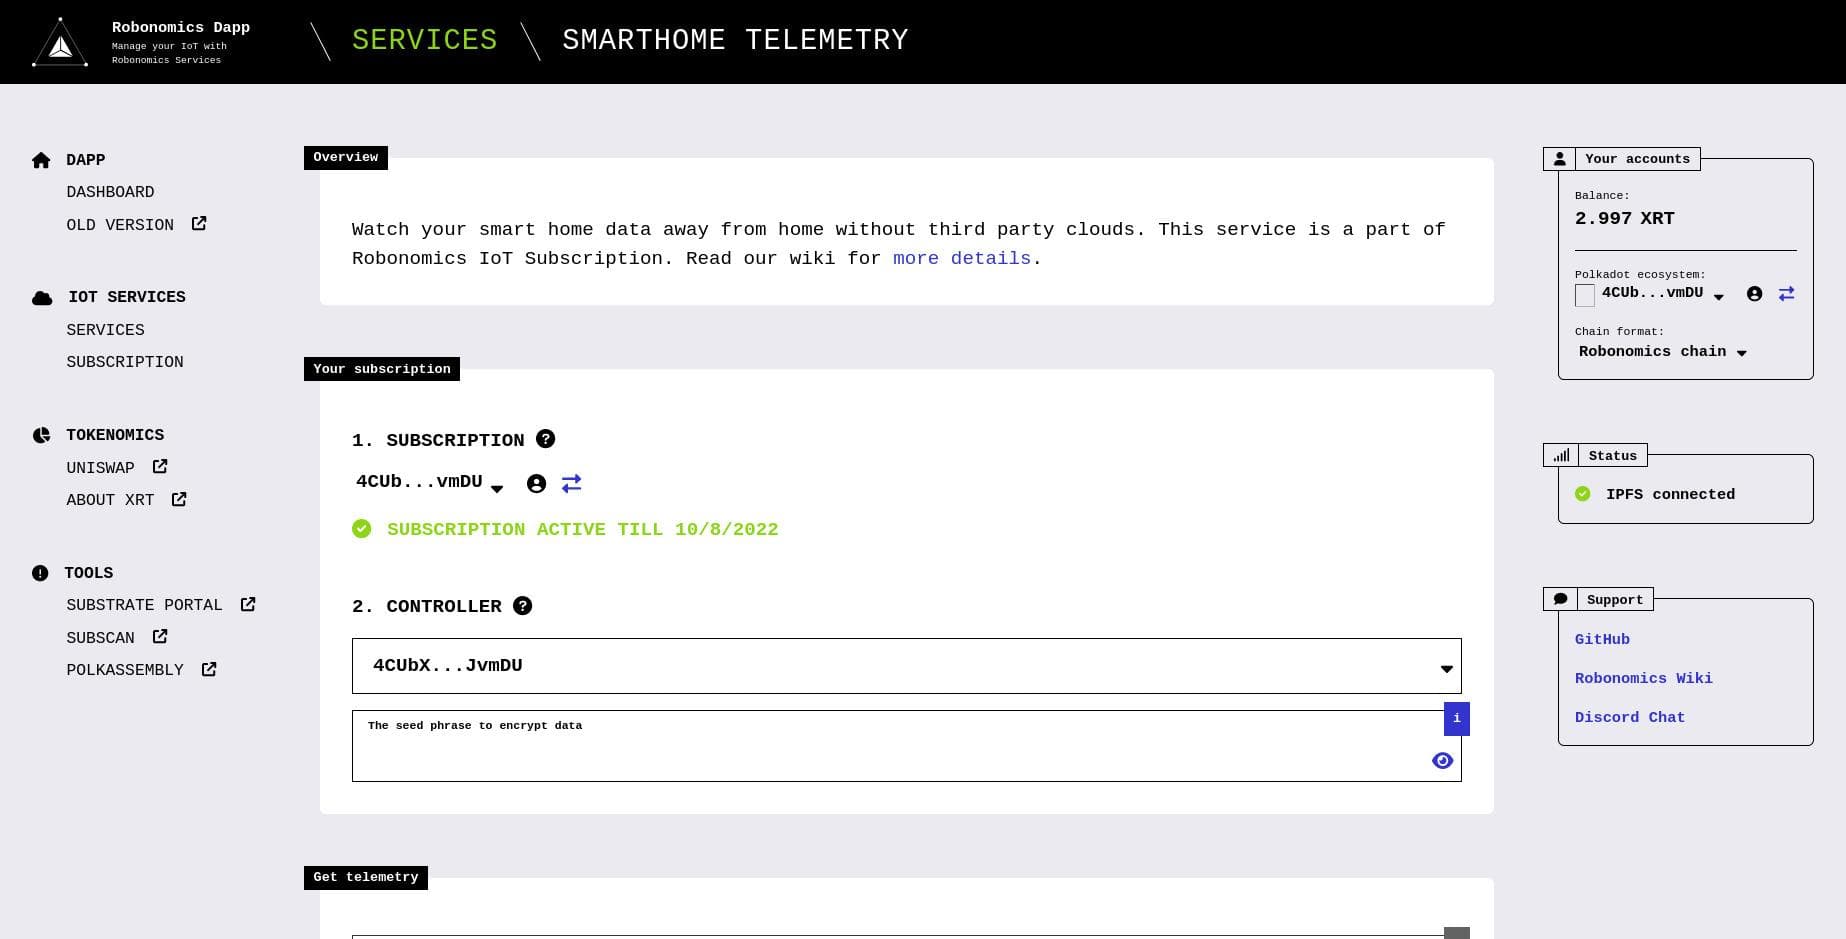 Robonomics Dapp
Manage your IoT with
Robonomics Services
SERVICES
SMARTHOME TELEMETRY
DAPP
DASHBOARD
OLD VERSION
IOT SERVICES
SERVICES
SUBSCRIPTION
TOKENOMICS
UNISWAP
ABOUT XRT
TOOLS
SUBSTRATE PORTAL
SUBSCAN
POLKASSEMBLY
Overview
Watch your smart home data away from home without third party clouds. This service is a part of
Robonomics IoT Subscription. Read our wiki for more details.
Your subscription
1. SUBSCRIPTION ?
4CUb...vmDU
SUBSCRIPTION ACTIVE TILL 10/8/2022
2. CONTROLLER ?
4CUbX...JvmDU
The seed phrase to encrypt data
i
Get telemetry
Your accounts
Balance:
2.997 XRT
Polkadot ecosystem:
4CUb...vmDU
Chain format:
Robonomics chain
Status
IPFS connected
Support
GitHub
Robonomics Wiki
Discord Chat